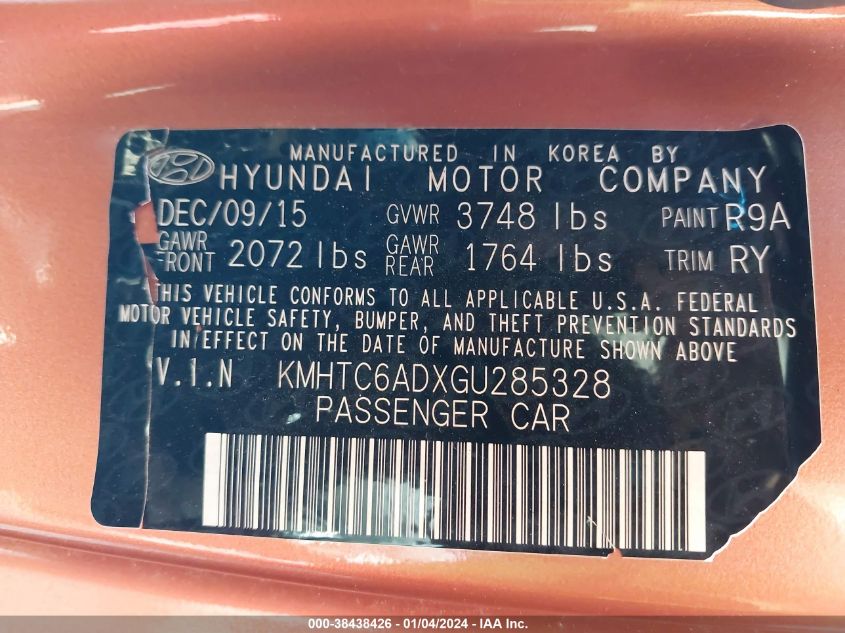 MANUFACTURED IN KOREA BY
HYUNDAI MOTOR COMPANY
DEC/09/15 GVWR 3748 lbs PAINT R9A
GAWR FRONT 2072 lbs GAWR REAR 1764 lbs TRIM RY
THIS VEHICLE CONFORMS TO ALL APPLICABLE U.S.A. FEDERAL
MOTOR VEHICLE SAFETY, BUMPER, AND THEFT PREVENTION STANDARDS
IN EFFECT ON THE DATE OF MANUFACTURE SHOWN ABOVE
V.I.N KMHTC6ADXGU285328
PASSENGER CAR
000-38438426 - 01/04/2024 - IAA Inc.